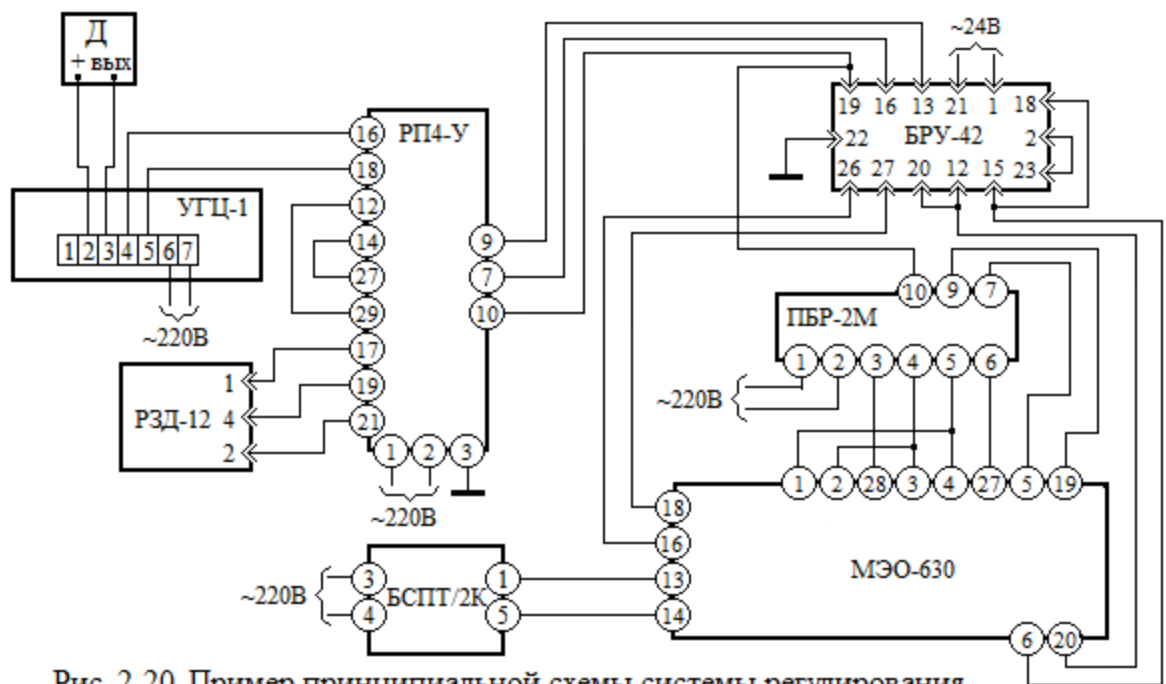 Д
+ вых
~24В
19 16 13 21 1 18
РП4-У
БРУ-42
16
22
2
18
26 27 20 12 15 23
УГЦ-1
12
14
9
1 2 3 4 5 6 7
27
7
29
10
10 9 7
~220В
ПБР-2М
17
1
1 2 3 4 5 6
19
~220В
РЗД-12 4
21
2
1 2 3
1 2 28 3 4 27 5 19
~220В
18
16
МЭО-630
3
1
13
~220В
БСПТ/2К
4
5
14
6 20
Рис. 2.20. Пример принципиальной схемы системы регулирования